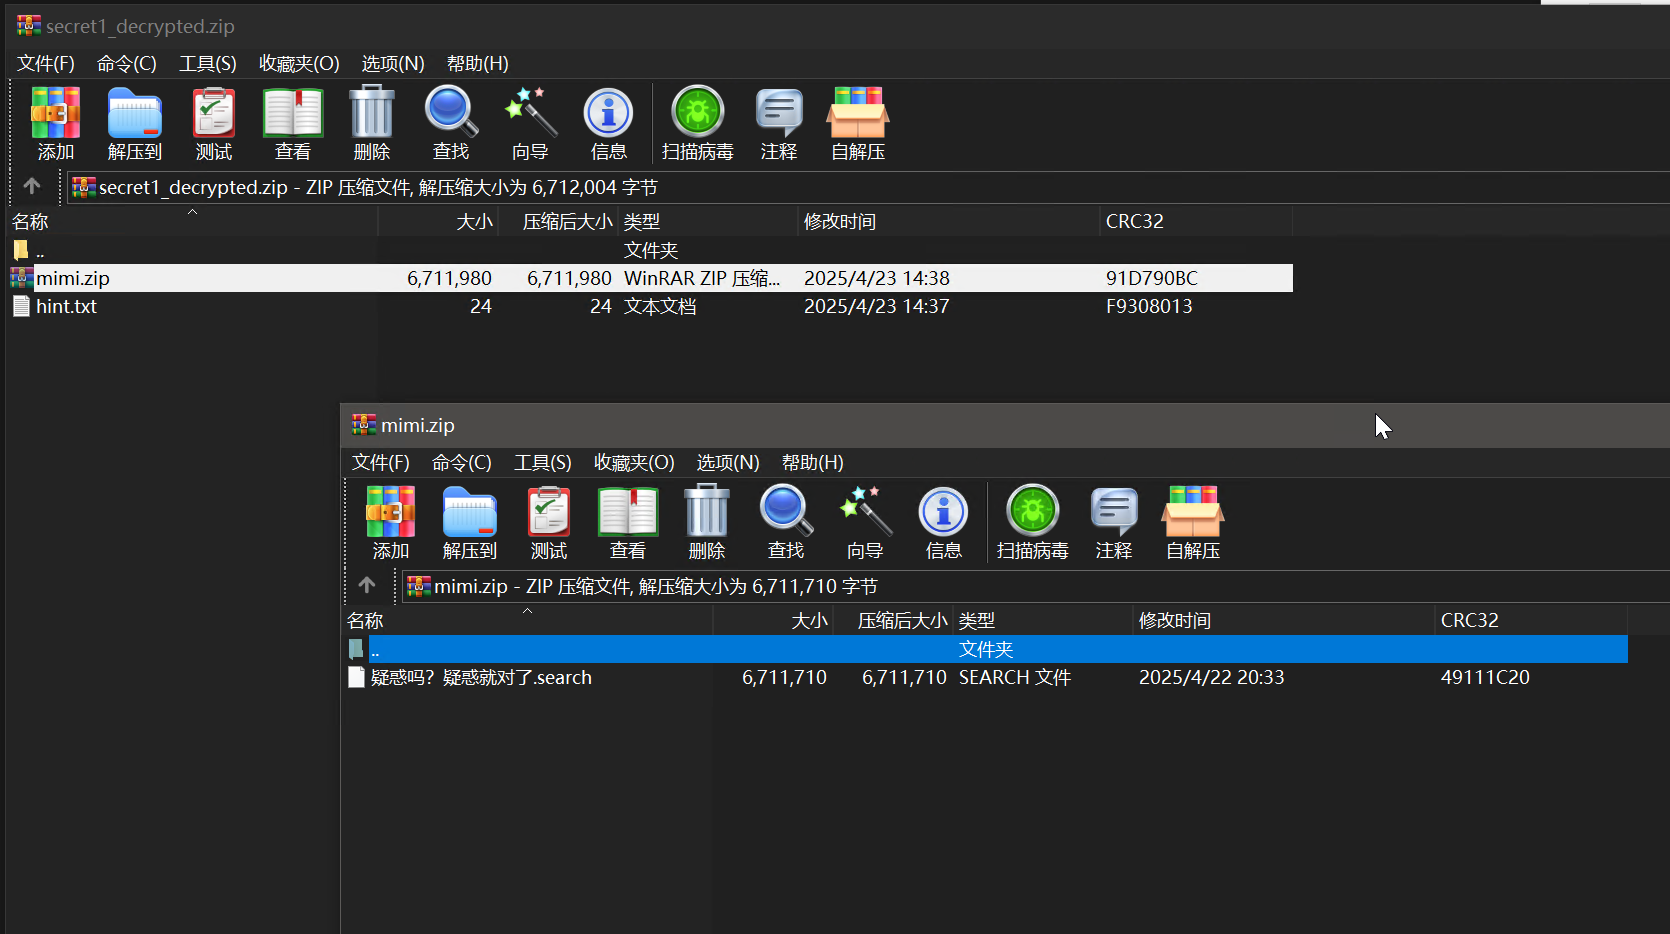 secret1_decrypted.zip
文件(F) 命令(C) 工具(S) 收藏夹(O) 选项(N) 帮助(H)
添加 解压到 测试 查看 删除 查找 向导 信息 扫描病毒 注释 自解压
secret1_decrypted.zip - ZIP 压缩文件, 解压缩大小为 6,712,004 字节
名称 大小 压缩后大小 类型 修改时间 CRC32
.. 文件夹
mimi.zip 6,711,980 6,711,980 WinRAR ZIP 压缩... 2025/4/23 14:38 91D790BC
hint.txt 24 24 文本文档 2025/4/23 14:37 F9308013
mimi.zip
文件(F) 命令(C) 工具(S) 收藏夹(O) 选项(N) 帮助(H)
添加 解压到 测试 查看 删除 查找 向导 信息 扫描病毒 注释 自解压
mimi.zip - ZIP 压缩文件, 解压缩大小为 6,711,710 字节
名称 大小 压缩后大小 类型 修改时间 CRC32
.. 文件夹
疑惑吗？疑惑就对了.search 6,711,710 6,711,710 SEARCH 文件 2025/4/22 20:33 49111C20